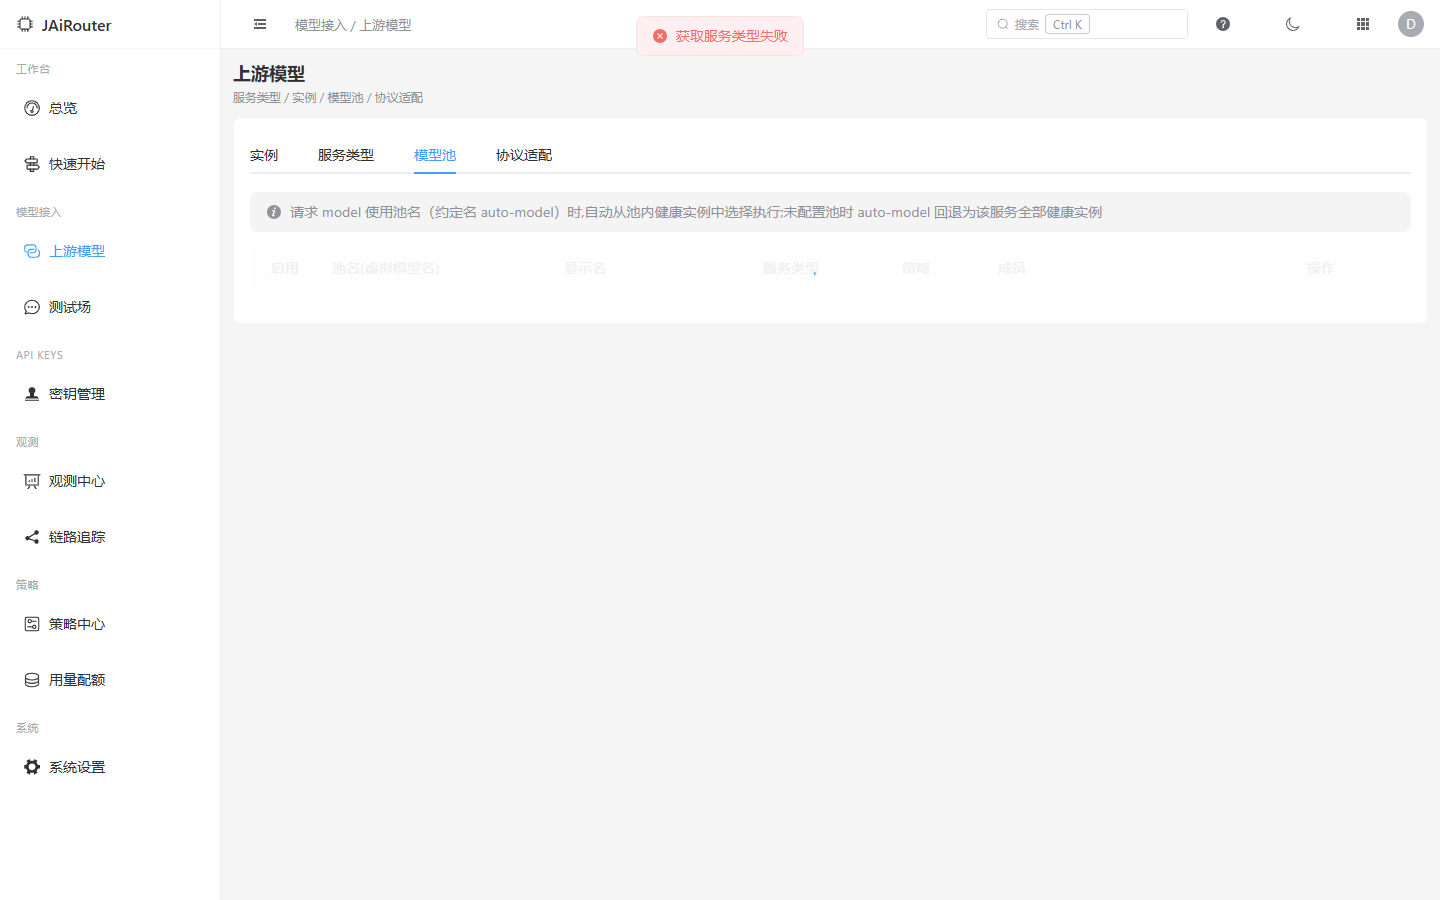 JAiRouter
模型接入 / 上游模型
获取服务类型失败
搜索 Ctrl K
D
工作台
总览
快速开始
模型接入
上游模型
测试场
API KEYS
密钥管理
观测
观测中心
链路追踪
策略
策略中心
用量配额
系统
系统设置
上游模型
服务类型 / 实例 / 模型池 / 协议适配
实例 服务类型 模型池 协议适配
请求 model 使用池名（约定名 auto-model）时,自动从池内健康实例中选择执行;未配置池时 auto-model 回退为该服务全部健康实例
启用 池名(虚拟模型名) 显示名 服务类型 策略 成员 操作